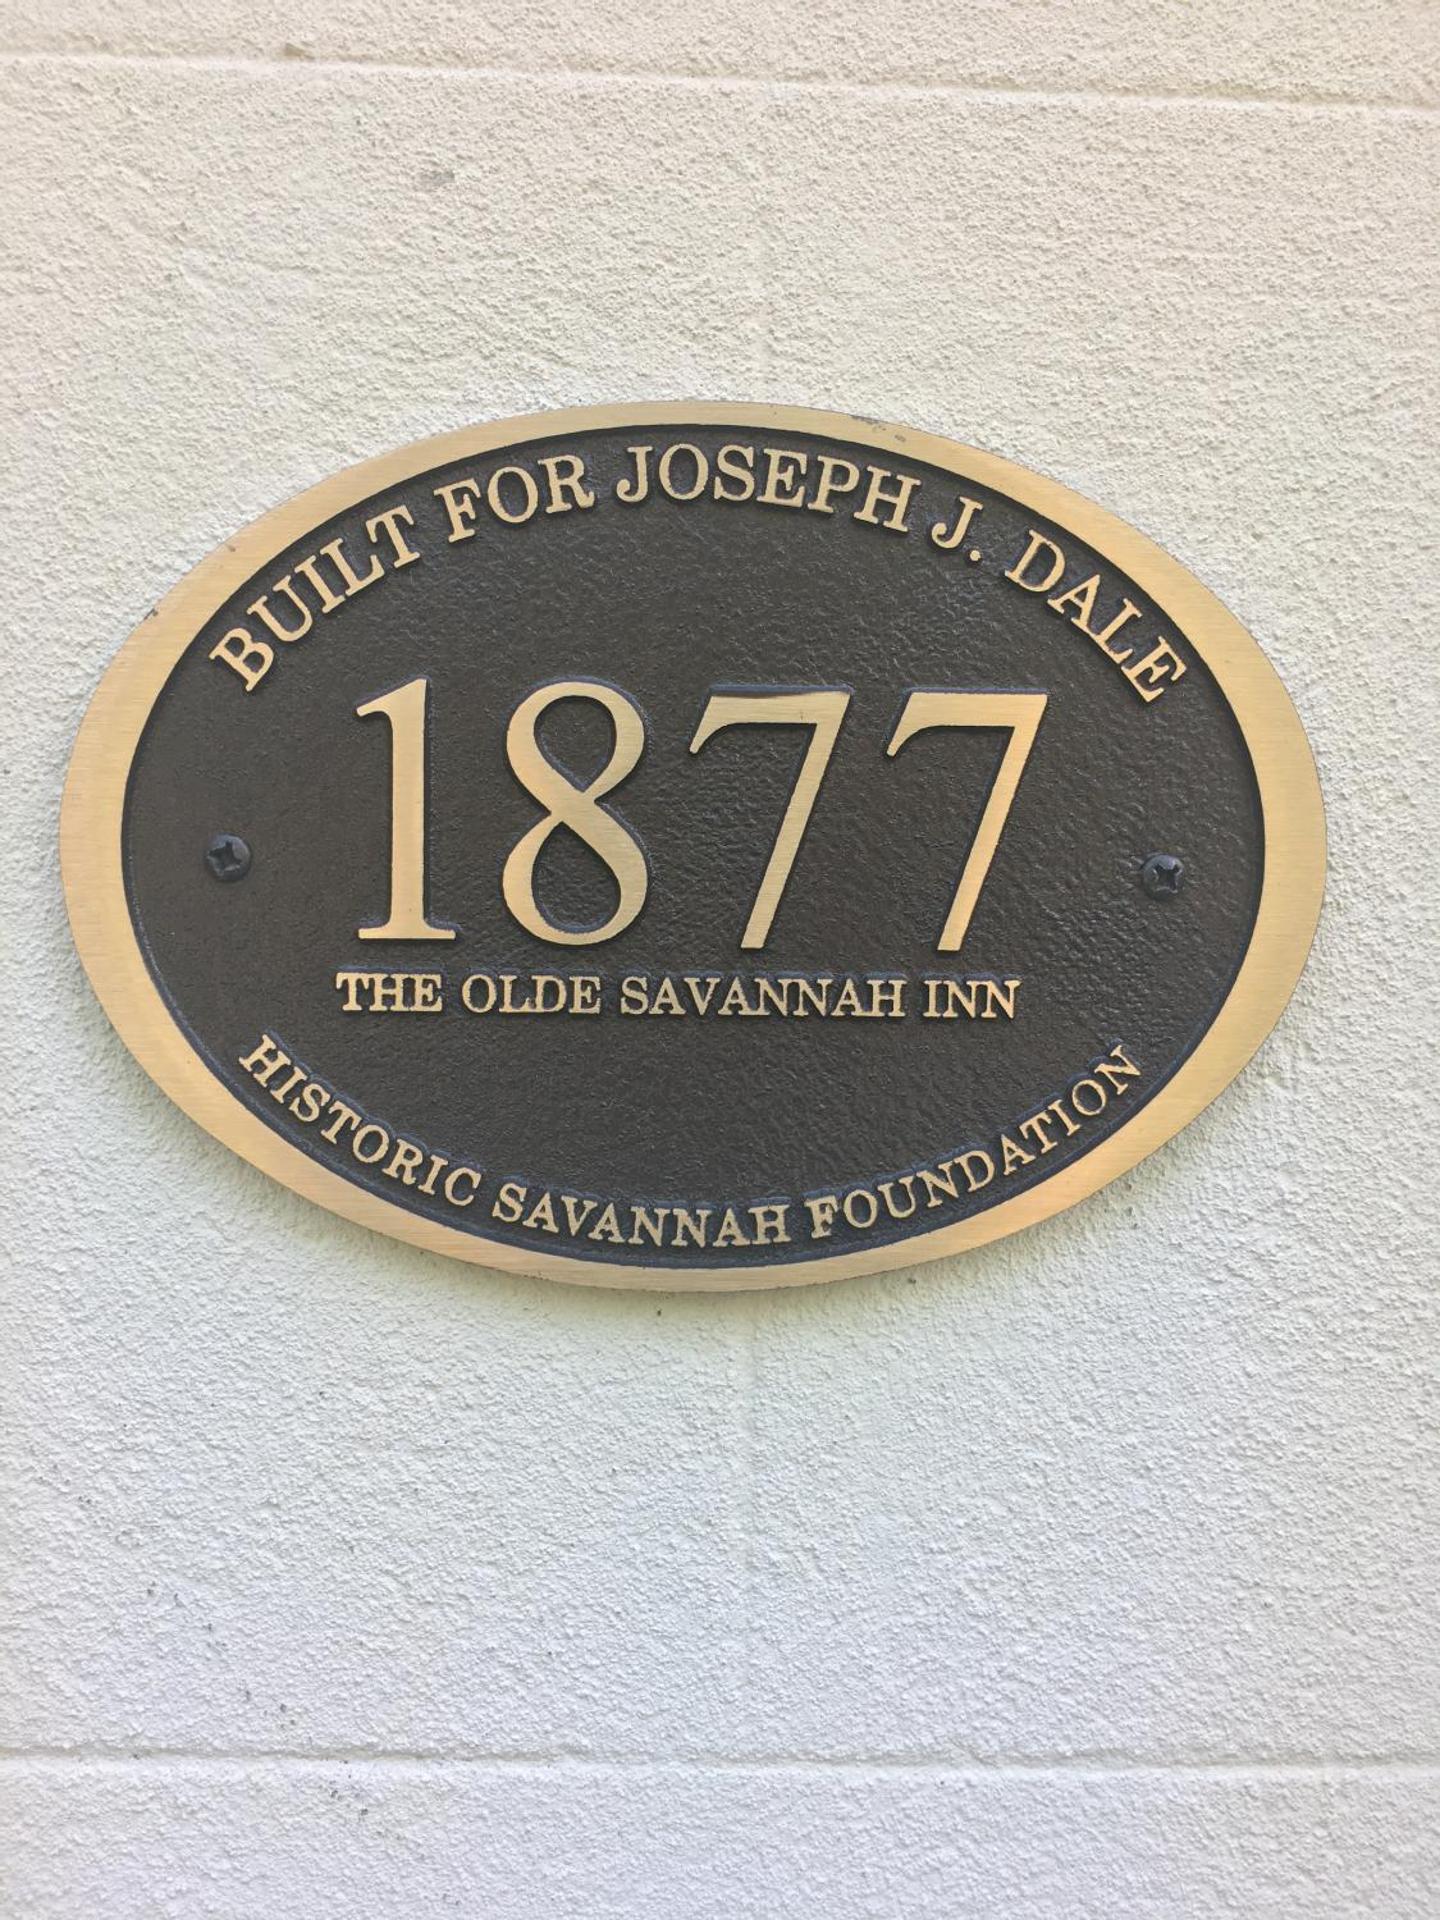 BUILT FOR JOSEPH J. DALE
1877
THE OLDE SAVANNAH INN
HISTORIC SAVANNAH FOUNDATION